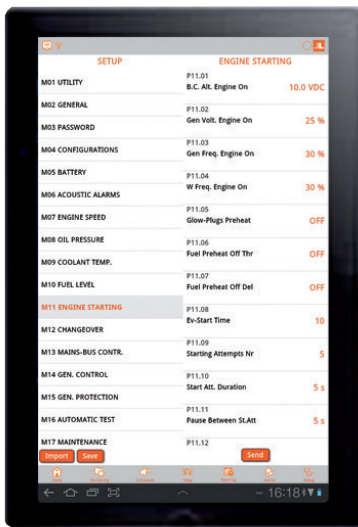 SETUP
ENGINE STARTING
M01 UTILITY
M02 GENERAL
M03 PASSWORD
M04 CONFIGURATIONS
M05 BATTERY
M06 ACOUSTIC ALARMS
M07 ENGINE SPEED
M08 OIL PRESSURE
M09 COOLANT TEMP.
M10 FUEL LEVEL
M11 ENGINE STARTING
M12 CHANGEOVER
M13 MAINS-BUS CONTR.
M14 GEN. CONTROL
M15 GEN. PROTECTION
M16 AUTOMATIC TEST
M17 MAINTENANCE
P11.01
B.C. Alt. Engine On 10.0 VDC
P11.02
Gen Volt. Engine On 25 %
P11.03
Gen Freq. Engine On 30 %
P11.04
W Freq. Engine On 30 %
P11.05
Glow-Plugs Preheat OFF
P11.06
Fuel Preheat Off Thr OFF
P11.07
Fuel Preheat Off Del OFF
P11.08
Ev-Start Time 10
P11.09
Starting Attempts Nr 5
P11.10
Start Att. Duration 5 s
P11.11
Pause Between St.Att 5 s
P11.12
Import Save Send
16:18